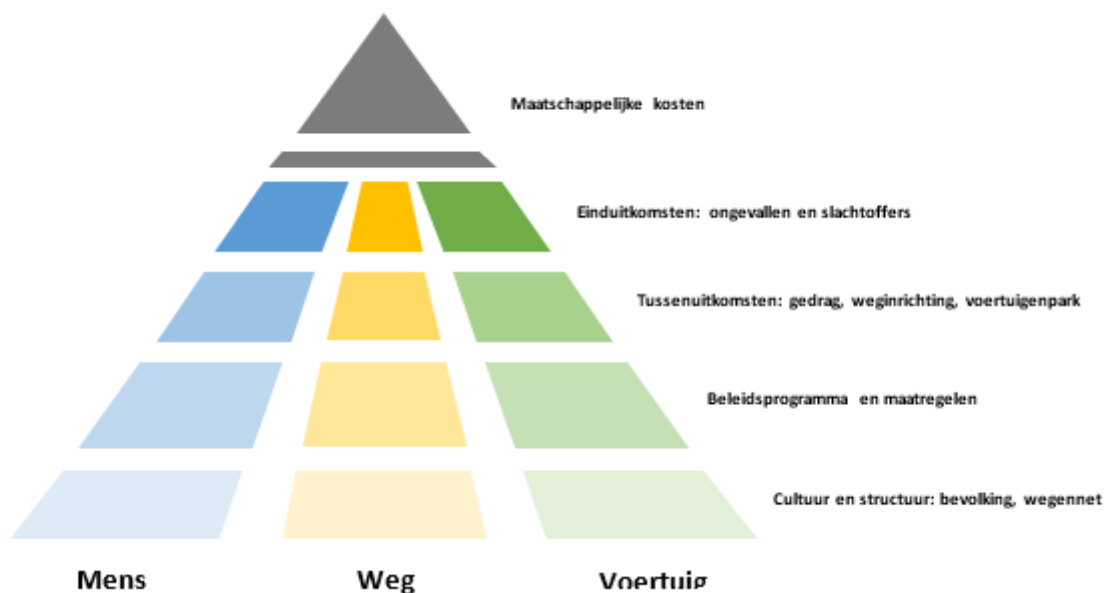 Maatschappelijke kosten
Einduitkomsten: ongevallen en slachtoffers
Tussenuitkomsten: gedrag, weginrichting, voertuigenpark
Beleidsprogramma en maatregelen
Cultuur en structuur: bevolking, wegennet
Mens Weg Voertuig